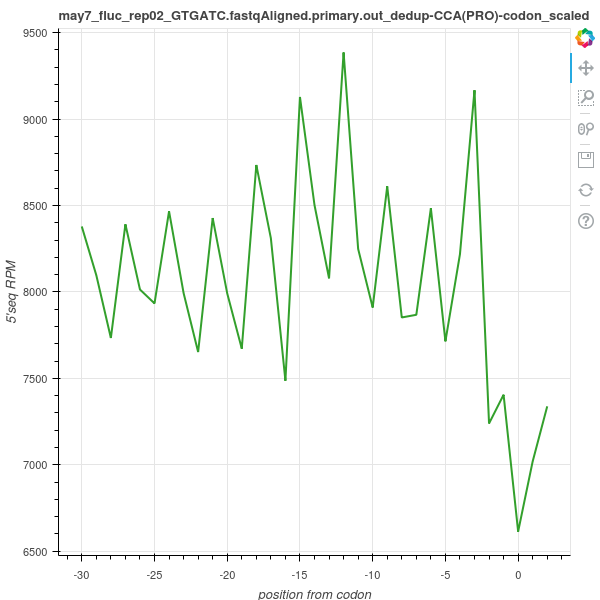 may7_fluc_rep02_GTGATC.fastqAligned.primary.out_dedup-CCA(PRO)-codon_scaled
9500
9000
8500
8000
7500
7000
6500
5'seq RPM
-30 -25 -20 -15 -10 -5 0
position from codon